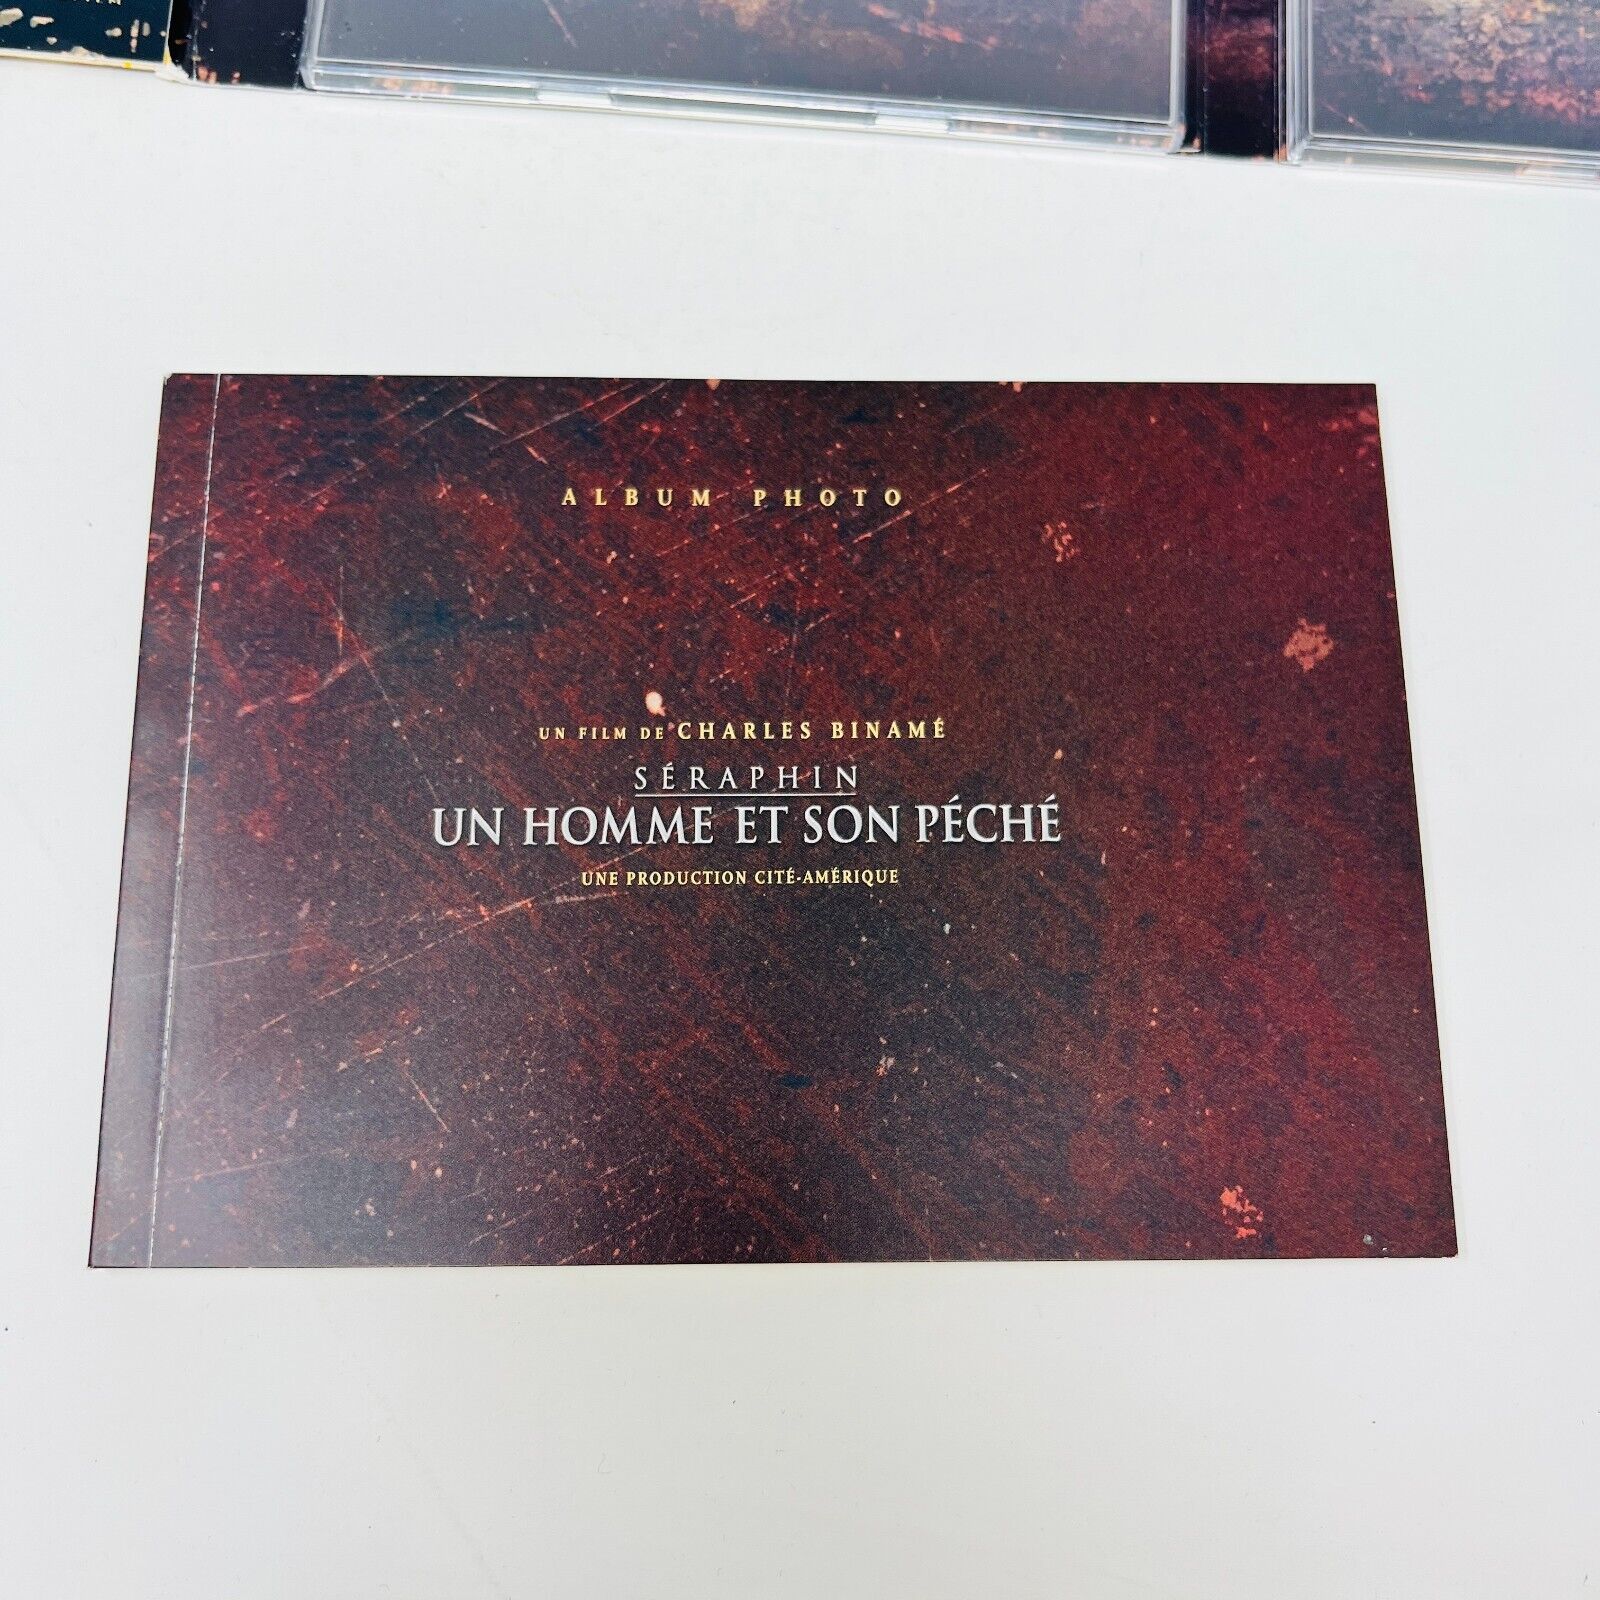 ALBUM PHOTO
UN FILM DE CHARLES BINAMÉ
SÉRAPHIN
UN HOMME ET SON PÉCHÉ
UNE PRODUCTION CITÉ-AMÉRIQUE